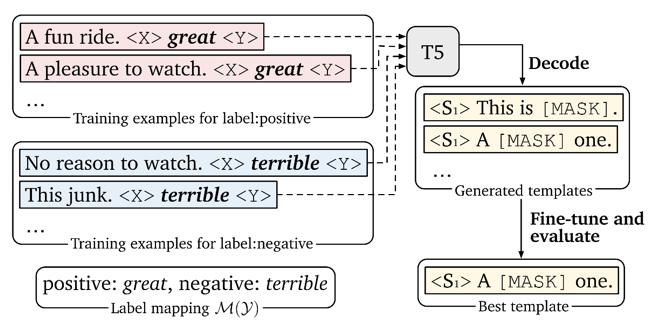 A fun ride. <X> great <Y>
A pleasure to watch. <X> great <Y>
...
Training examples for label:positive
No reason to watch. <X> terrible <Y>
This junk. <X> terrible <Y>
...
Training examples for label:negative
positive: great, negative: terrible
Label mapping M(Y)
T5
Decode
<S₁> This is [MASK].
<S₁> A [MASK] one.
...
Generated templates
Fine-tune and
evaluate
<S₁> A [MASK] one.
Best template